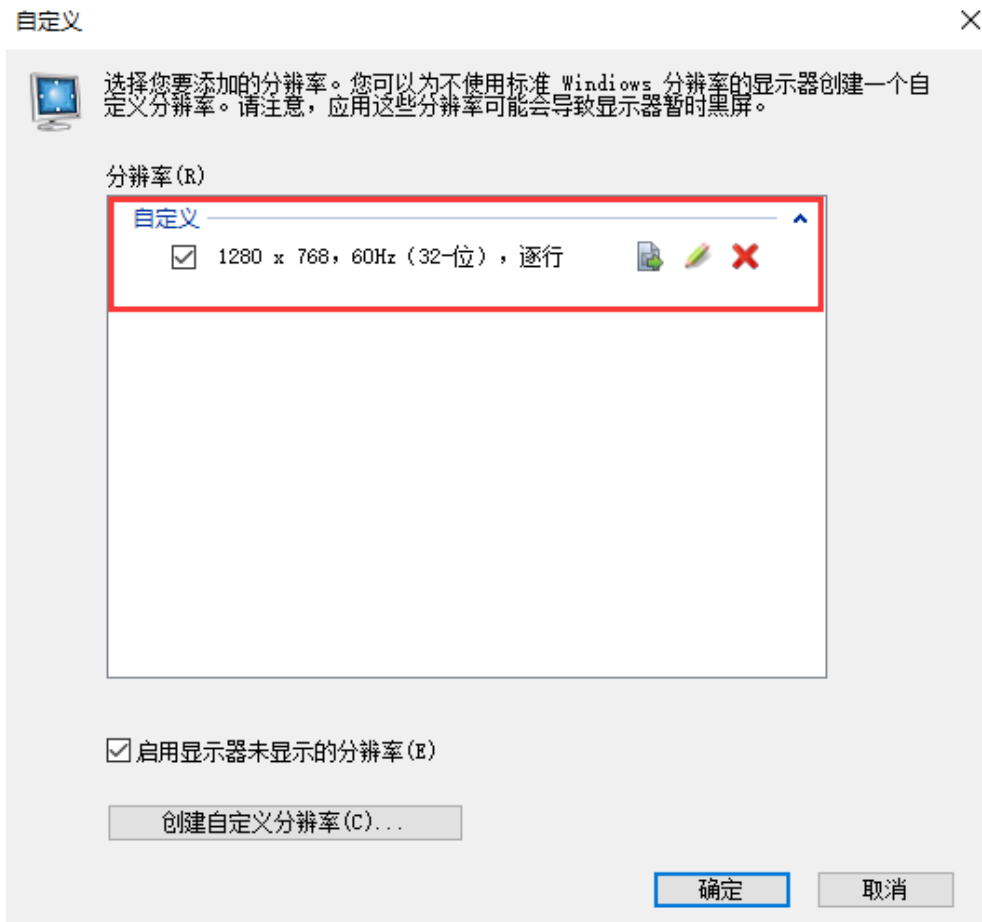 自定义
选择您要添加的分辨率。您可以为不使用标准 Windiows 分辨率的显示器创建一个自
定义分辨率。请注意，应用这些分辨率可能会导致显示器暂时黑屏。
分辨率(R)
自定义
1280 x 768，60Hz (32-位)，逐行
启用显示器未显示的分辨率(E)
创建自定义分辨率(C)...
确定
取消